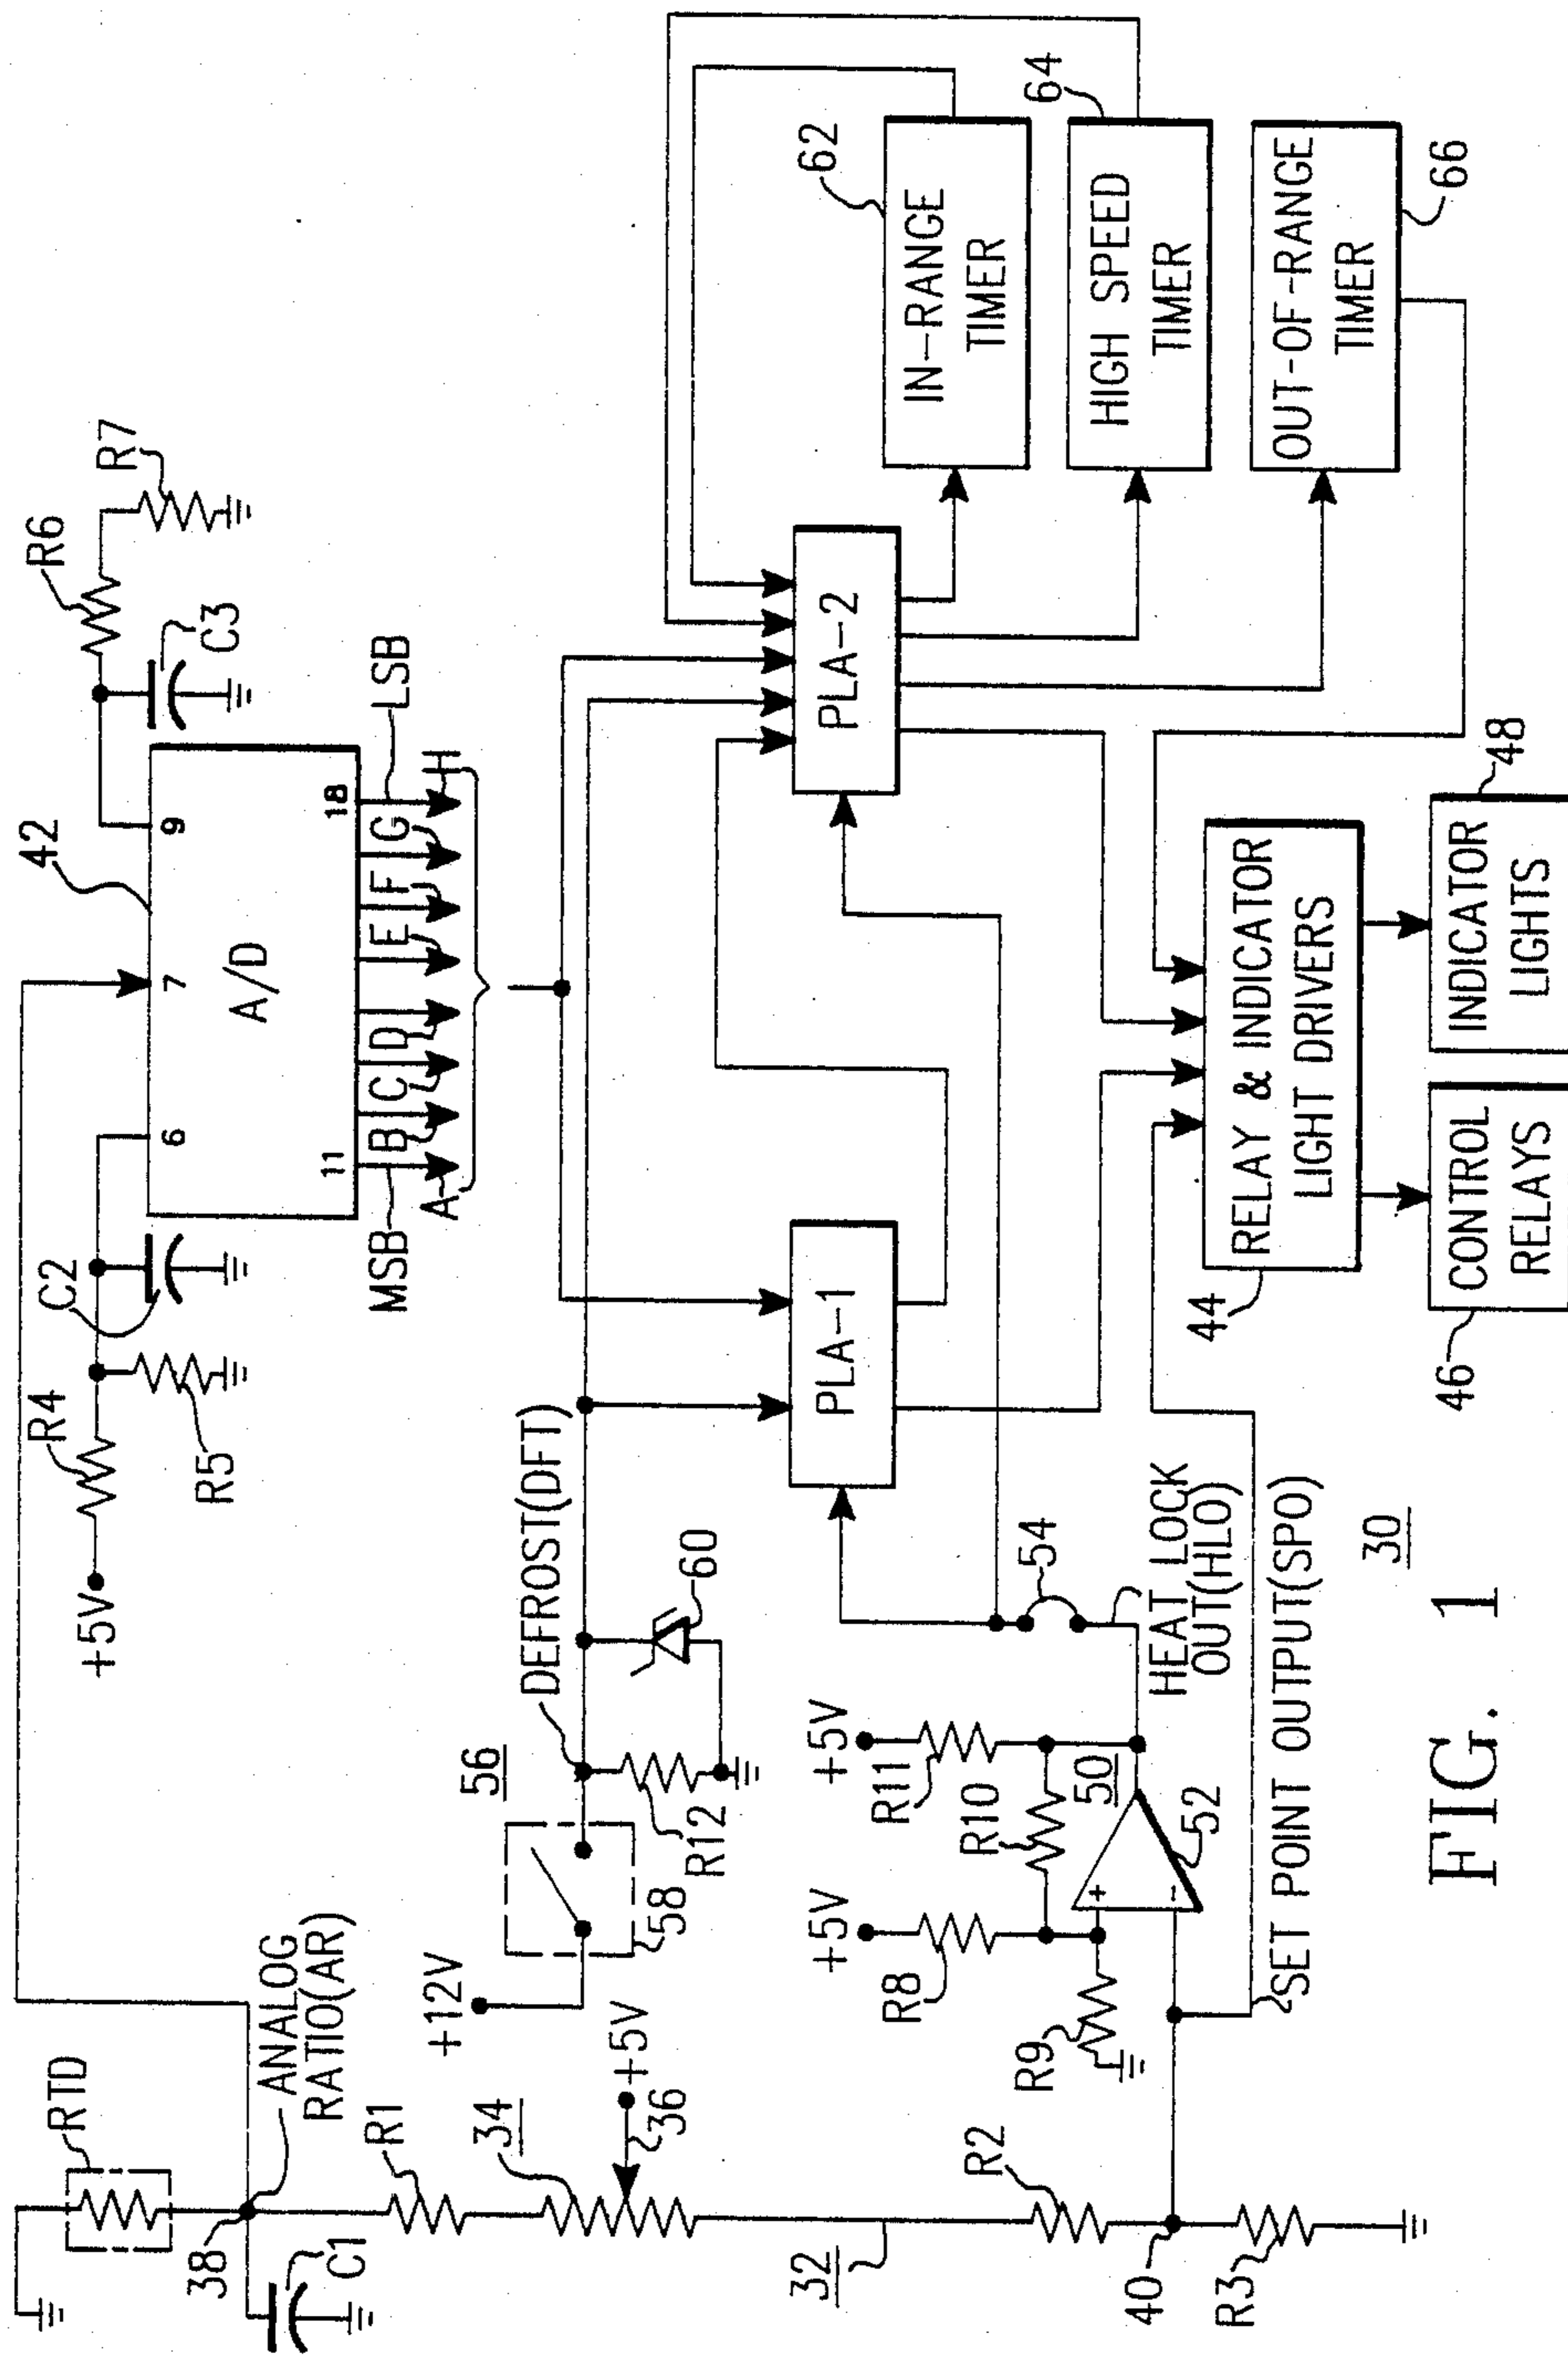 RTD
38
C1
ANALOG
RATIO(AR)
R1
34
+5V
36
32
R2
40
R3
+5V
R4
R5
C2
42
6
7
9
A/D
11
18
MSB
LSB
A
B
C
D
E
F
G
H
C3
R6
R7
+12V
56
58
R12
DEFROST(DFT)
60
+5V
R8
R9
R10
+5V
R11
50
52
+
-
54
HEAT LOCK
OUT(HLO)
SET POINT OUTPUT(SPO)
PLA-1
PLA-2
62
IN-RANGE
TIMER
64
HIGH SPEED
TIMER
OUT-OF-RANGE
TIMER
66
44
RELAY & INDICATOR
LIGHT DRIVERS
46
CONTROL
RELAYS
48
INDICATOR
LIGHTS
30
FIG. 1